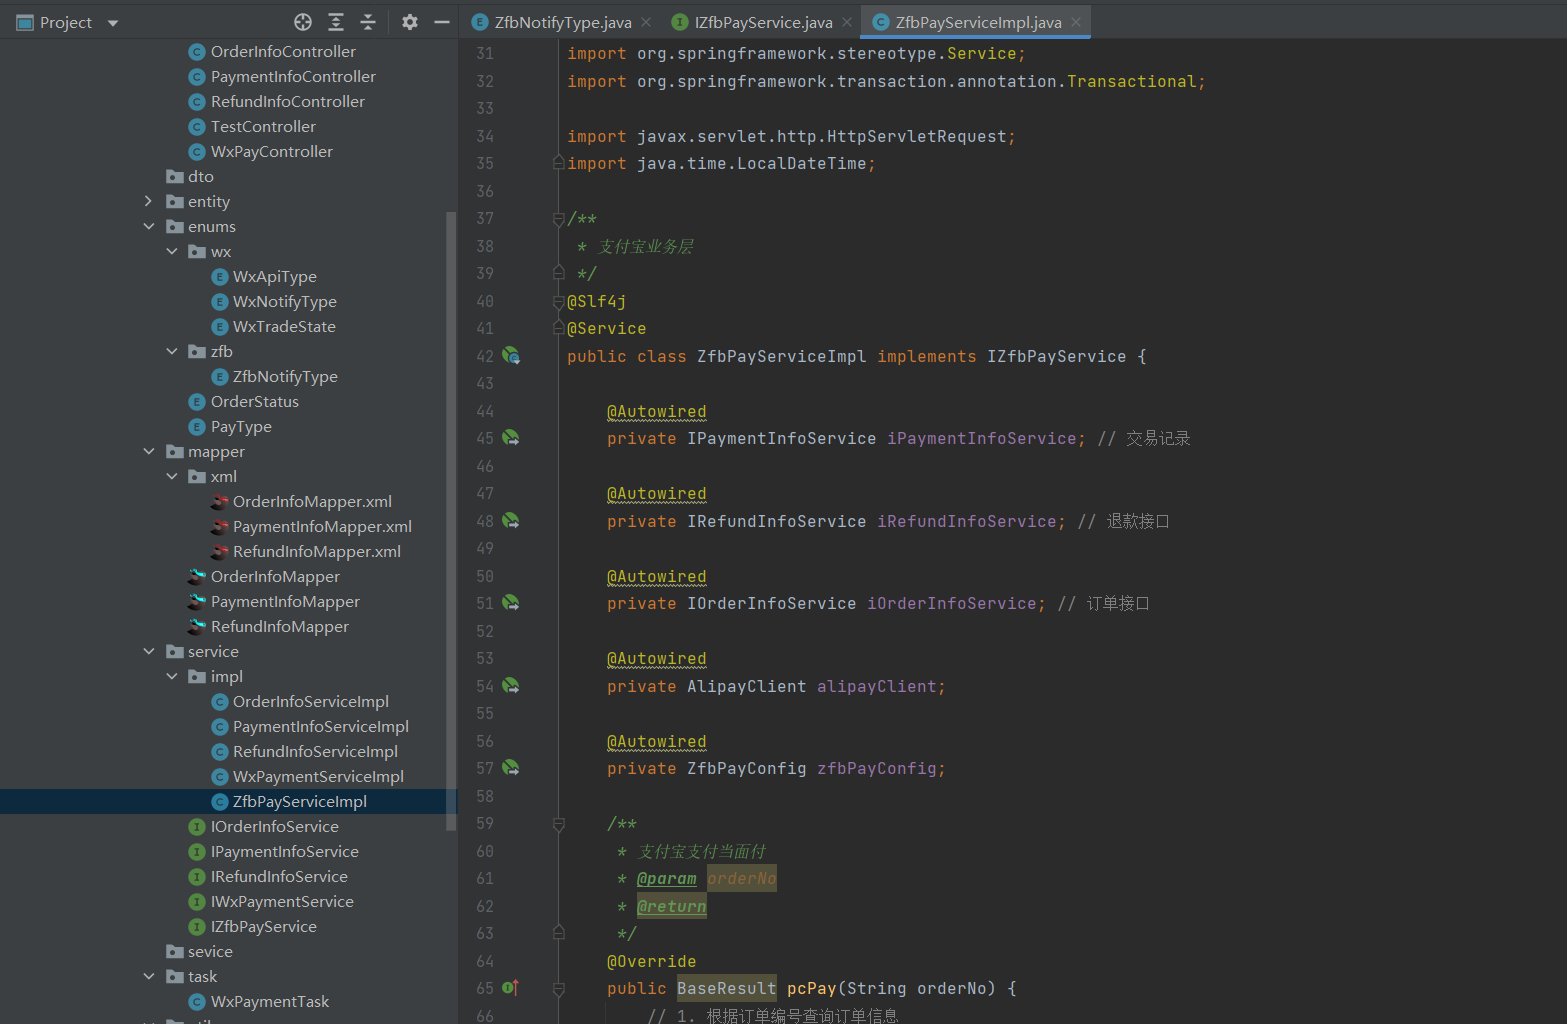 Project
OrderInfoController
PaymentInfoController
RefundInfoController
TestController
WxPayController
dto
entity
enums
wx
WxApiType
WxNotifyType
WxTradeState
zfb
ZfbNotifyType
OrderStatus
PayType
mapper
xml
OrderInfoMapper.xml
PaymentInfoMapper.xml
RefundInfoMapper.xml
OrderInfoMapper
PaymentInfoMapper
RefundInfoMapper
service
impl
OrderInfoServiceImpl
PaymentInfoServiceImpl
RefundInfoServiceImpl
WxPaymentServiceImpl
ZfbPayServiceImpl
IOrderInfoService
IPaymentInfoService
IRefundInfoService
IWxPaymentService
IZfbPayService
sevice
task
WxPaymentTask
ZfbNotifyType.java
IZfbPayService.java
ZfbPayServiceImpl.java
31 import org.springframework.stereotype.Service;
32 import org.springframework.transaction.annotation.Transactional;
33
34 import javax.servlet.http.HttpServletRequest;
35 import java.time.LocalDateTime;
36
37 /**
38 * 支付宝业务层
39 */
40 @Slf4j
41 @Service
42 public class ZfbPayServiceImpl implements IZfbPayService {
43
44 @Autowired
45 private IPaymentInfoService iPaymentInfoService; // 交易记录
46
47 @Autowired
48 private IRefundInfoService iRefundInfoService; // 退款接口
49
50 @Autowired
51 private IOrderInfoService iOrderInfoService; // 订单接口
52
53 @Autowired
54 private AlipayClient alipayClient;
55
56 @Autowired
57 private ZfbPayConfig zfbPayConfig;
58
59 /**
60 * 支付宝支付当面付
61 * @param orderNo
62 * @return
63 */
64 @Override
65 public BaseResult pcPay(String orderNo) {
66 // 1. 根据订单编号查询订单信息